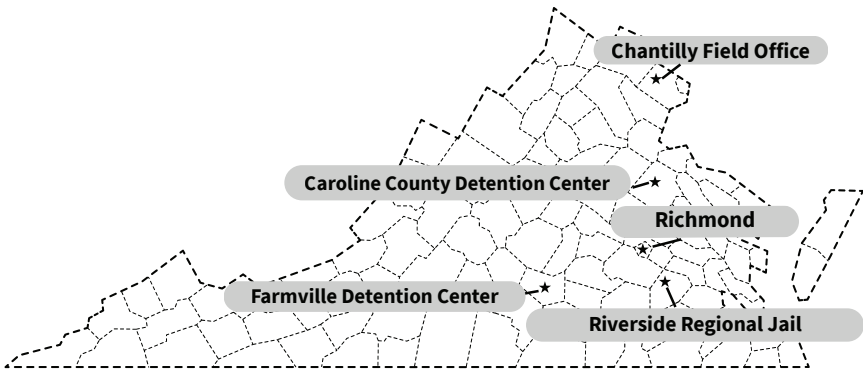 Chantilly Field Office
Caroline County Detention Center
Richmond
Farmville Detention Center
Riverside Regional Jail